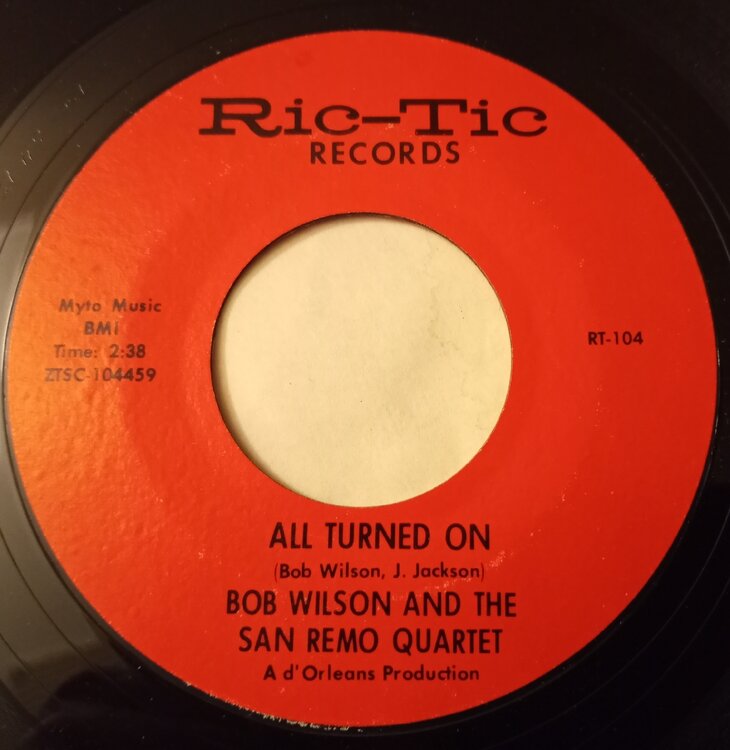 Ric-Tic
RECORDS
Myto Music
BMI
Time: 2:38
ZTSC-104459
RT-104
ALL TURNED ON
(Bob Wilson, J. Jackson)
BOB WILSON AND THE
SAN REMO QUARTET
A d'Orleans Production